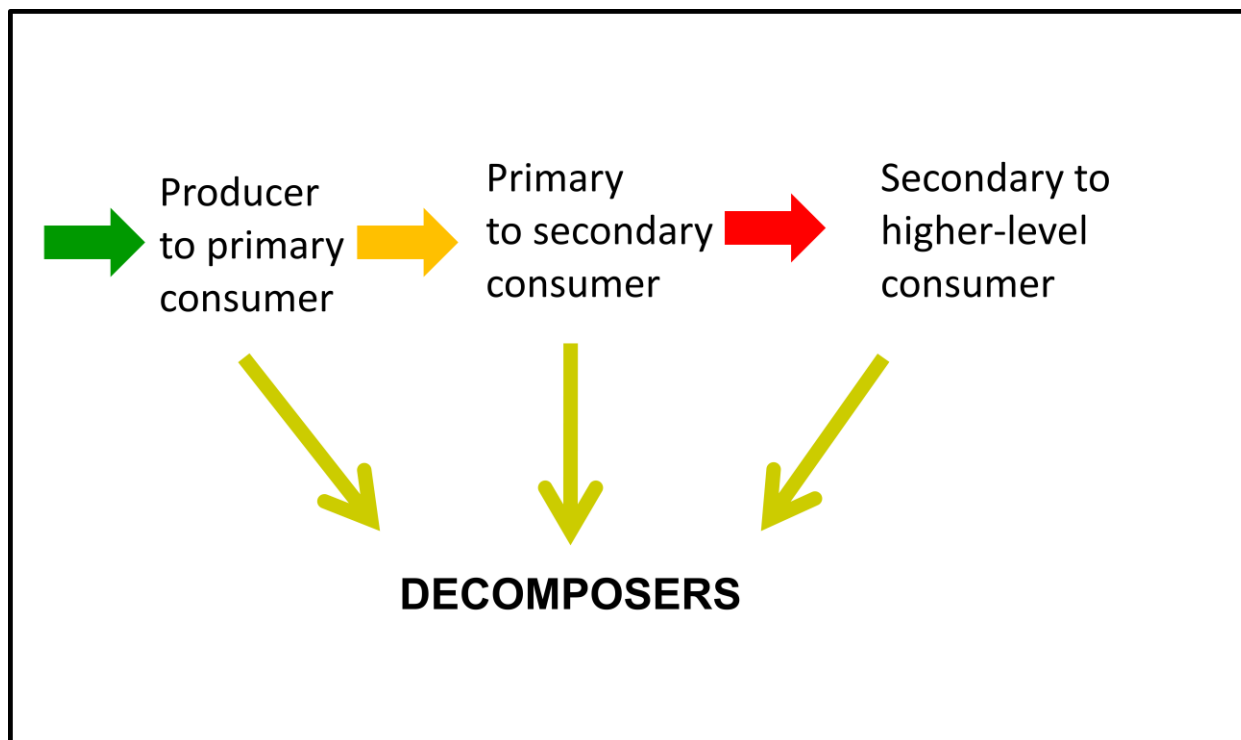 Producer
to primary
consumer
Primary
to secondary
consumer
Secondary to
higher-level
consumer
DECOMPOSERS